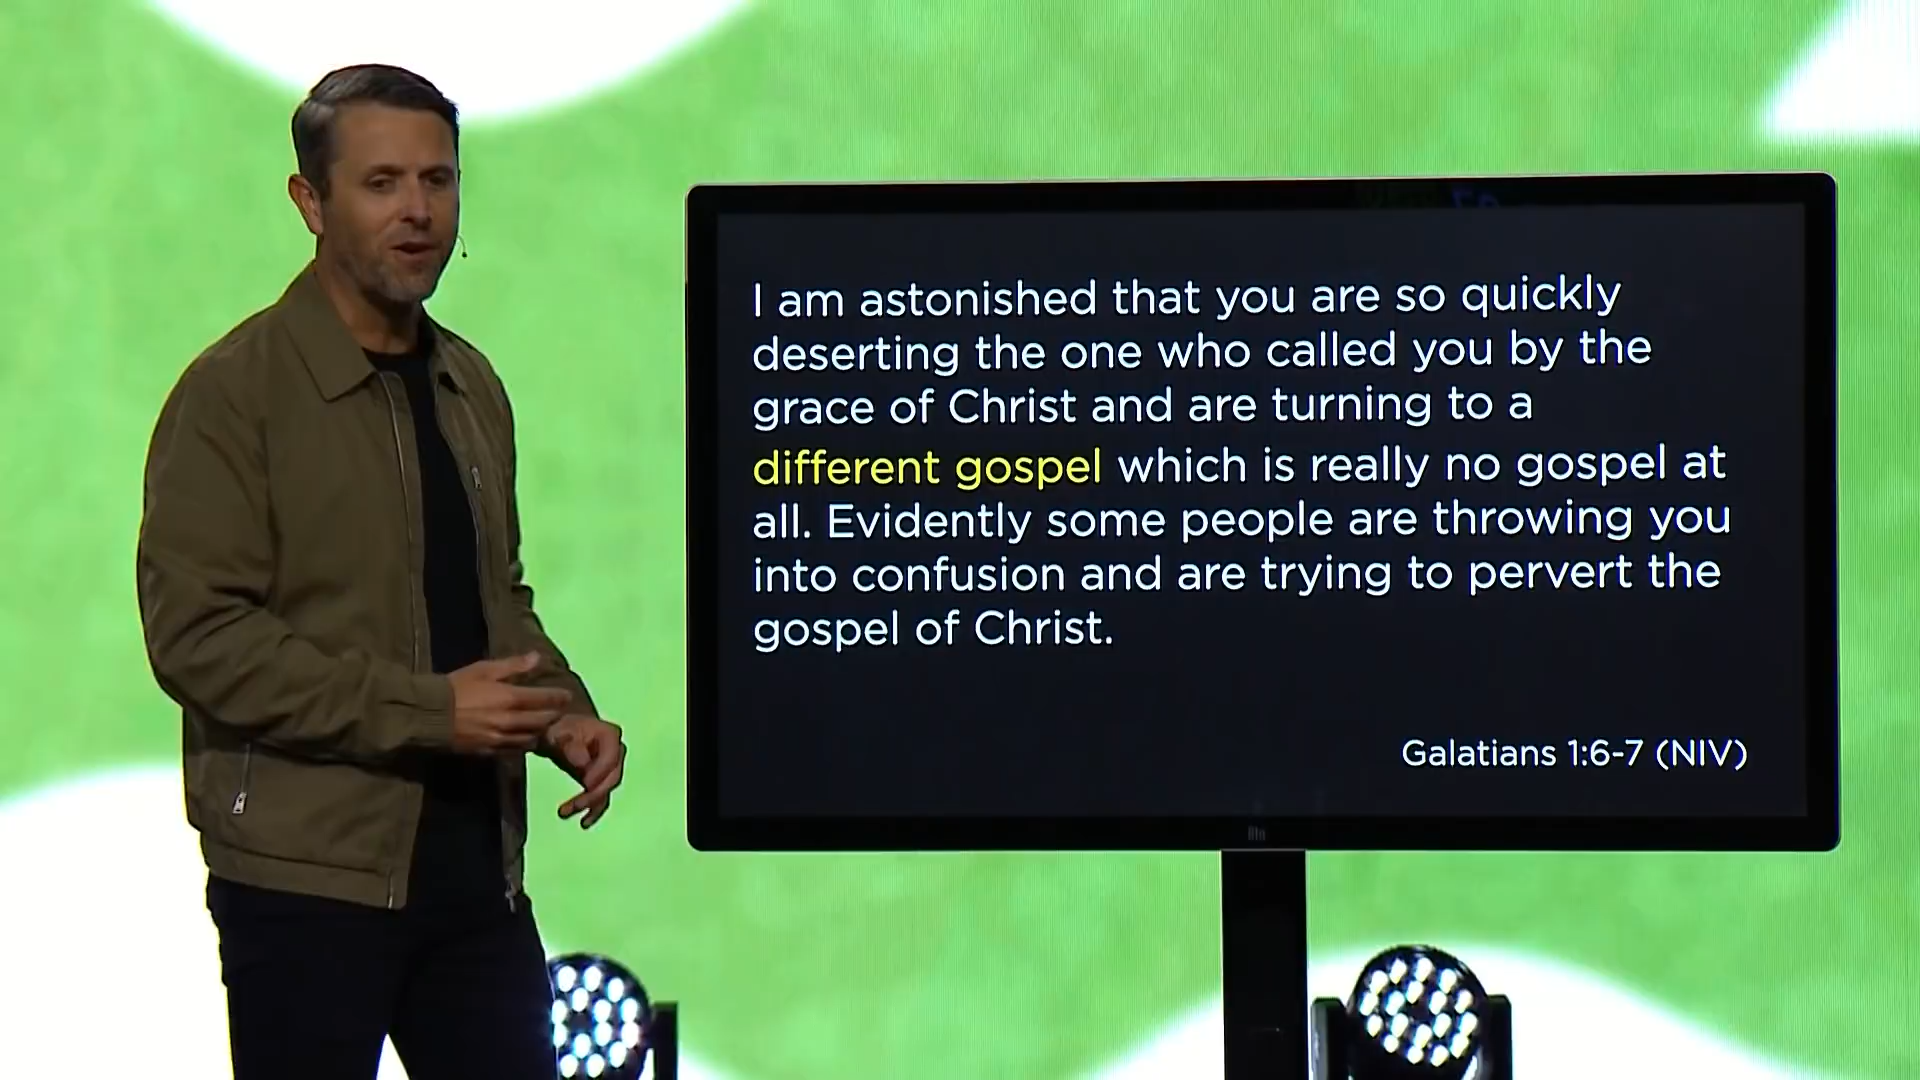 I am astonished that you are so quickly
deserting the one who called you by the
grace of Christ and are turning to a
different gospel which is really no gospel at
all. Evidently some people are throwing you
into confusion and are trying to pervert the
gospel of Christ.
Galatians 1:6-7 (NIV)